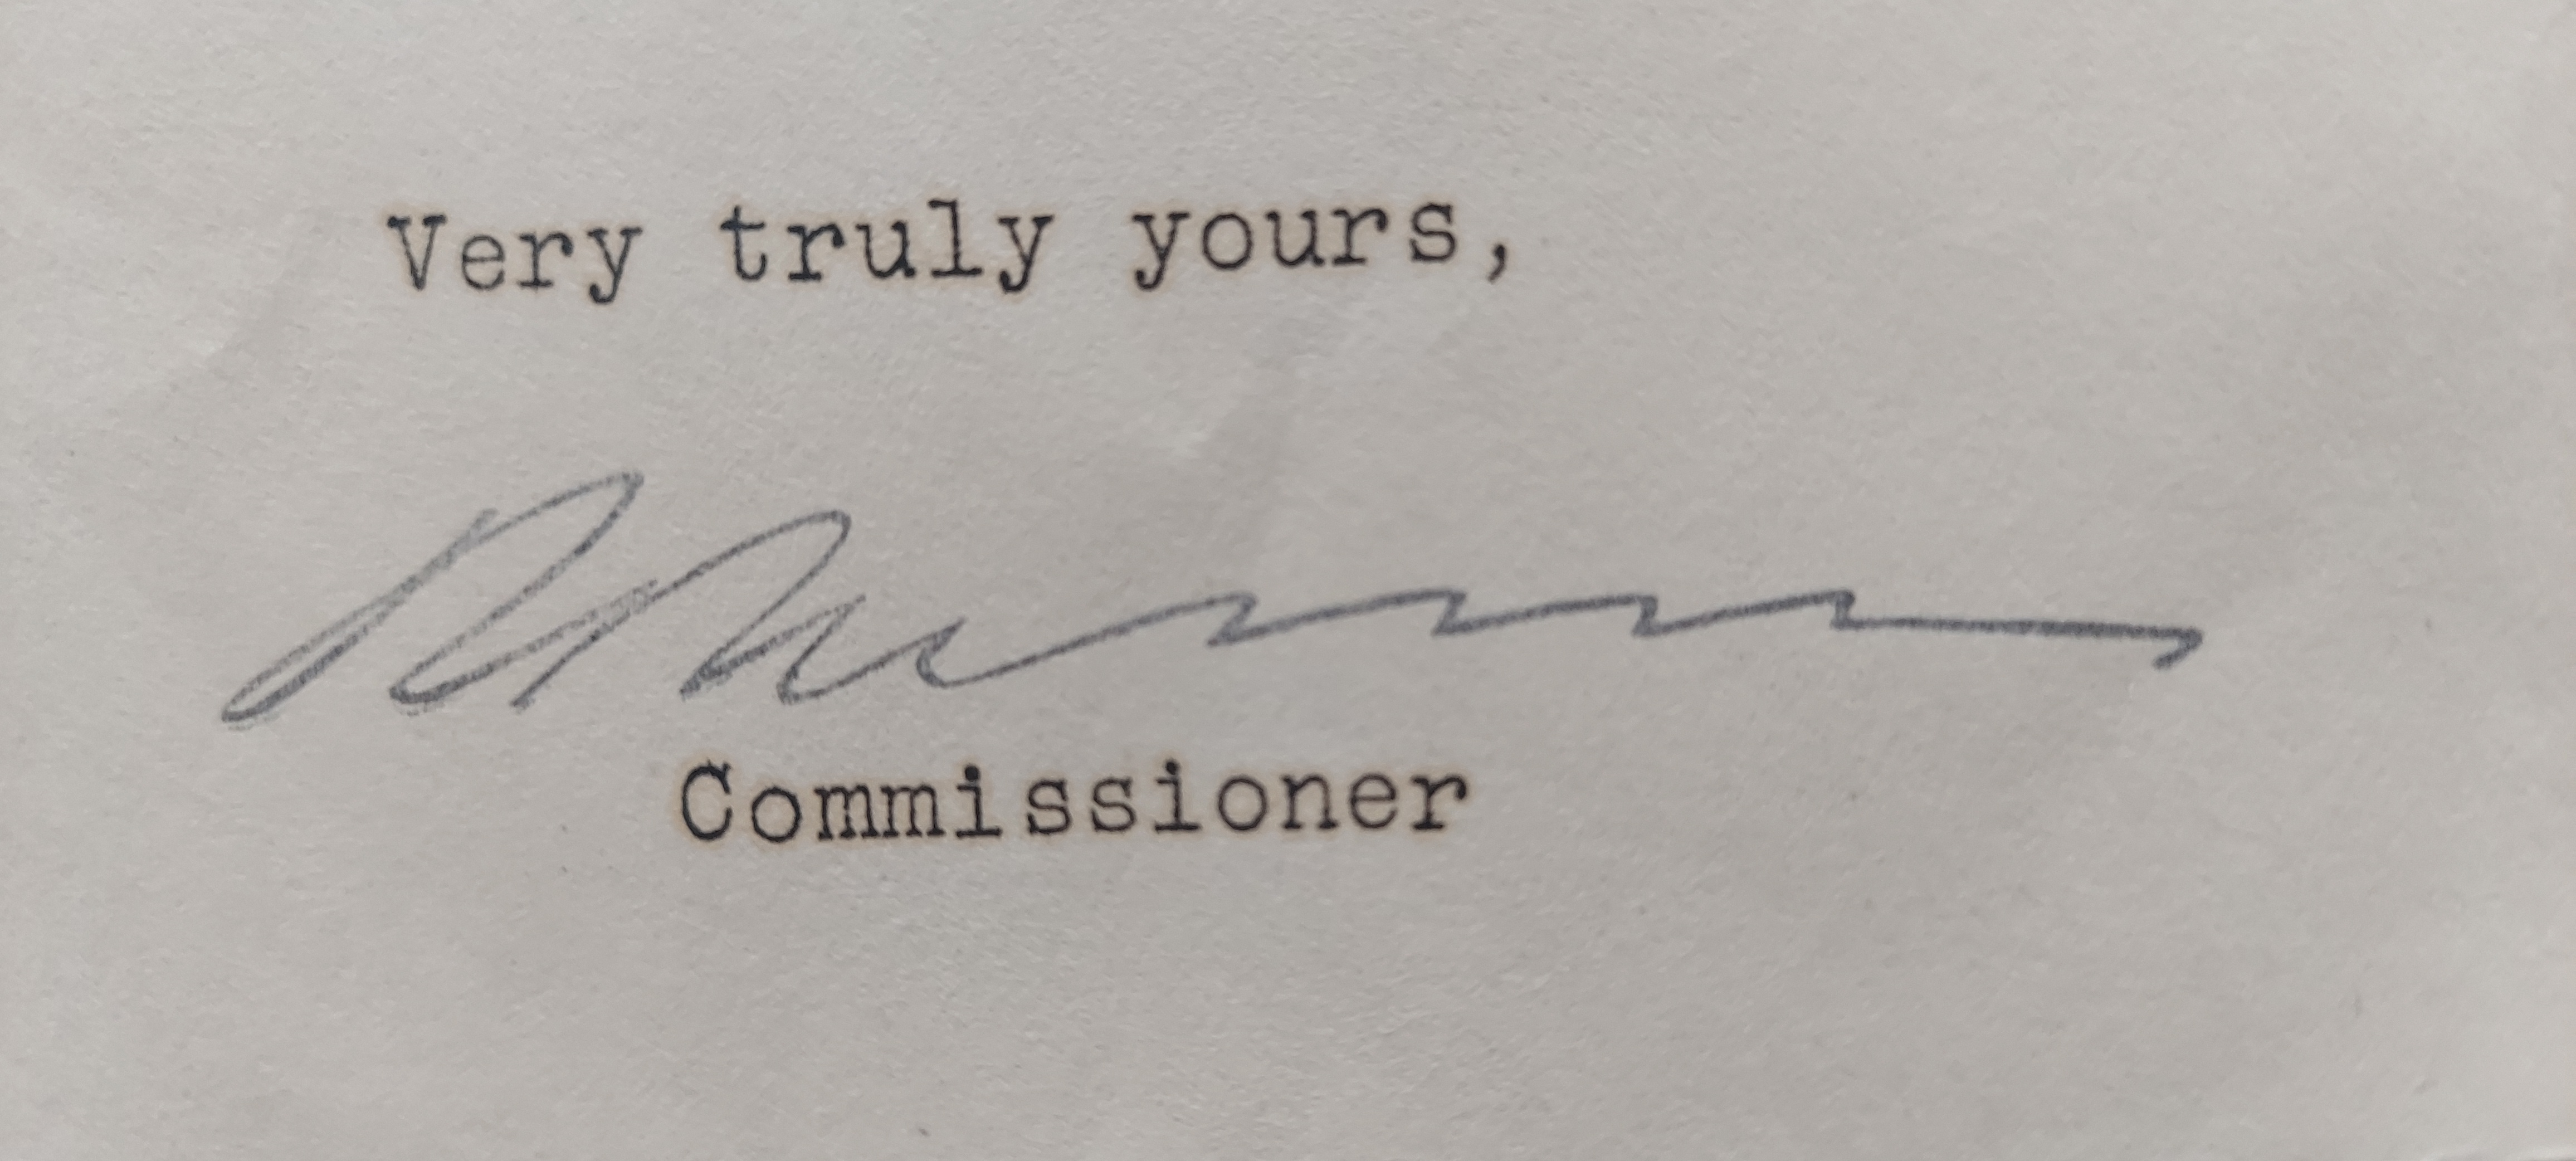 Very truly yours,
Commissioner